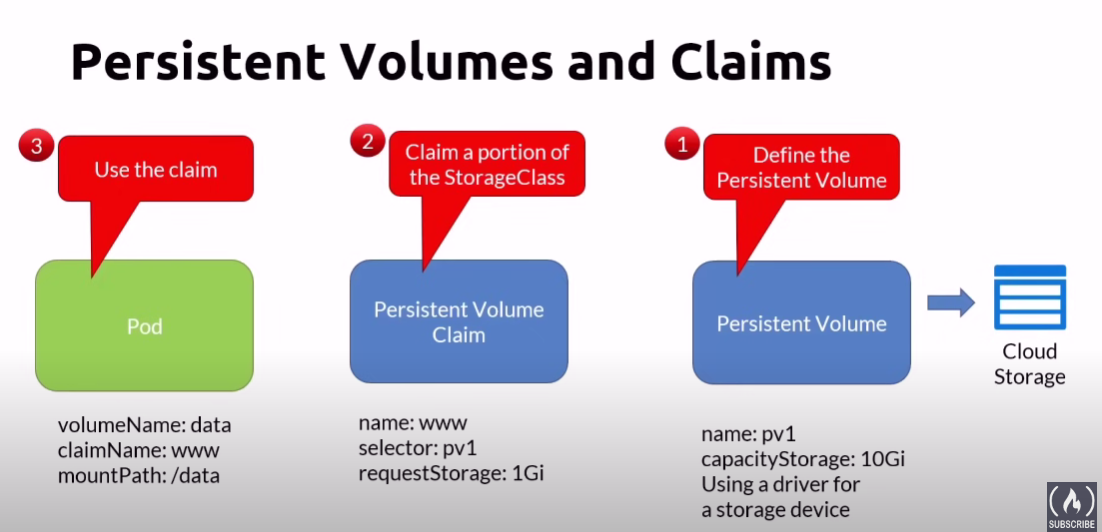 Persistent Volumes and Claims
3
Use the claim
Pod
volumeName: data
claimName: www
mountPath: /data
2
Claim a portion of
the StorageClass
Persistent Volume
Claim
name: www
selector: pv1
requestStorage: 1Gi
1
Define the
Persistent Volume
Persistent Volume
name: pv1
capacityStorage: 10Gi
Using a driver for
a storage device
Cloud
Storage
SUBSCRIBE